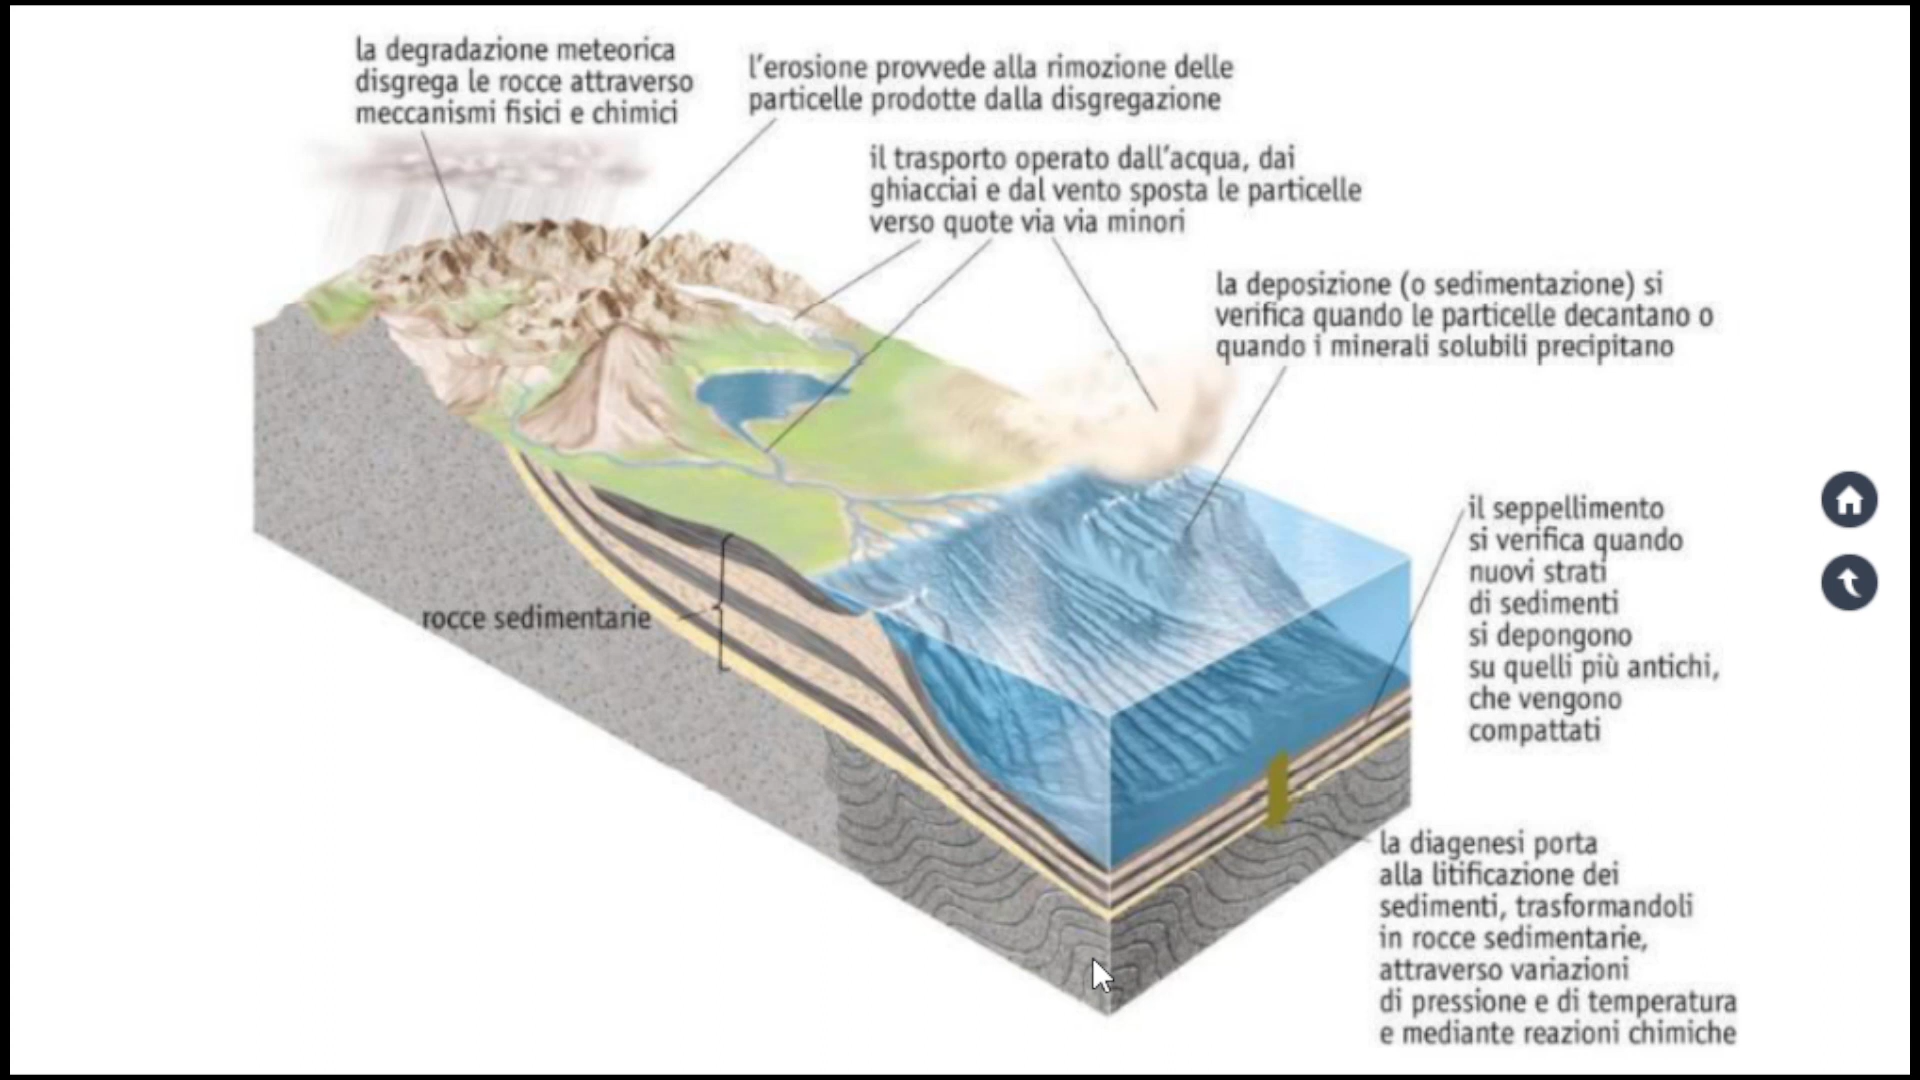 la degradazione meteorica
disgrega le rocce attraverso
meccanismi fisici e chimici
l'erosione provvede alla rimozione delle
particelle prodotte dalla disgregazione
il trasporto operato dall'acqua, dai
ghiacciai e dal vento sposta le particelle
verso quote via via minori
la deposizione (o sedimentazione) si
verifica quando le particelle decantano o
quando i minerali solubili precipitano
il seppellimento
si verifica quando
nuovi strati
di sedimenti
si depongono
su quelli più antichi,
che vengono
compattati
rocce sedimentarie
la diagenesi porta
alla litificazione dei
sedimenti, trasformandoli
in rocce sedimentarie,
attraverso variazioni
di pressione e di temperatura
e mediante reazioni chimiche